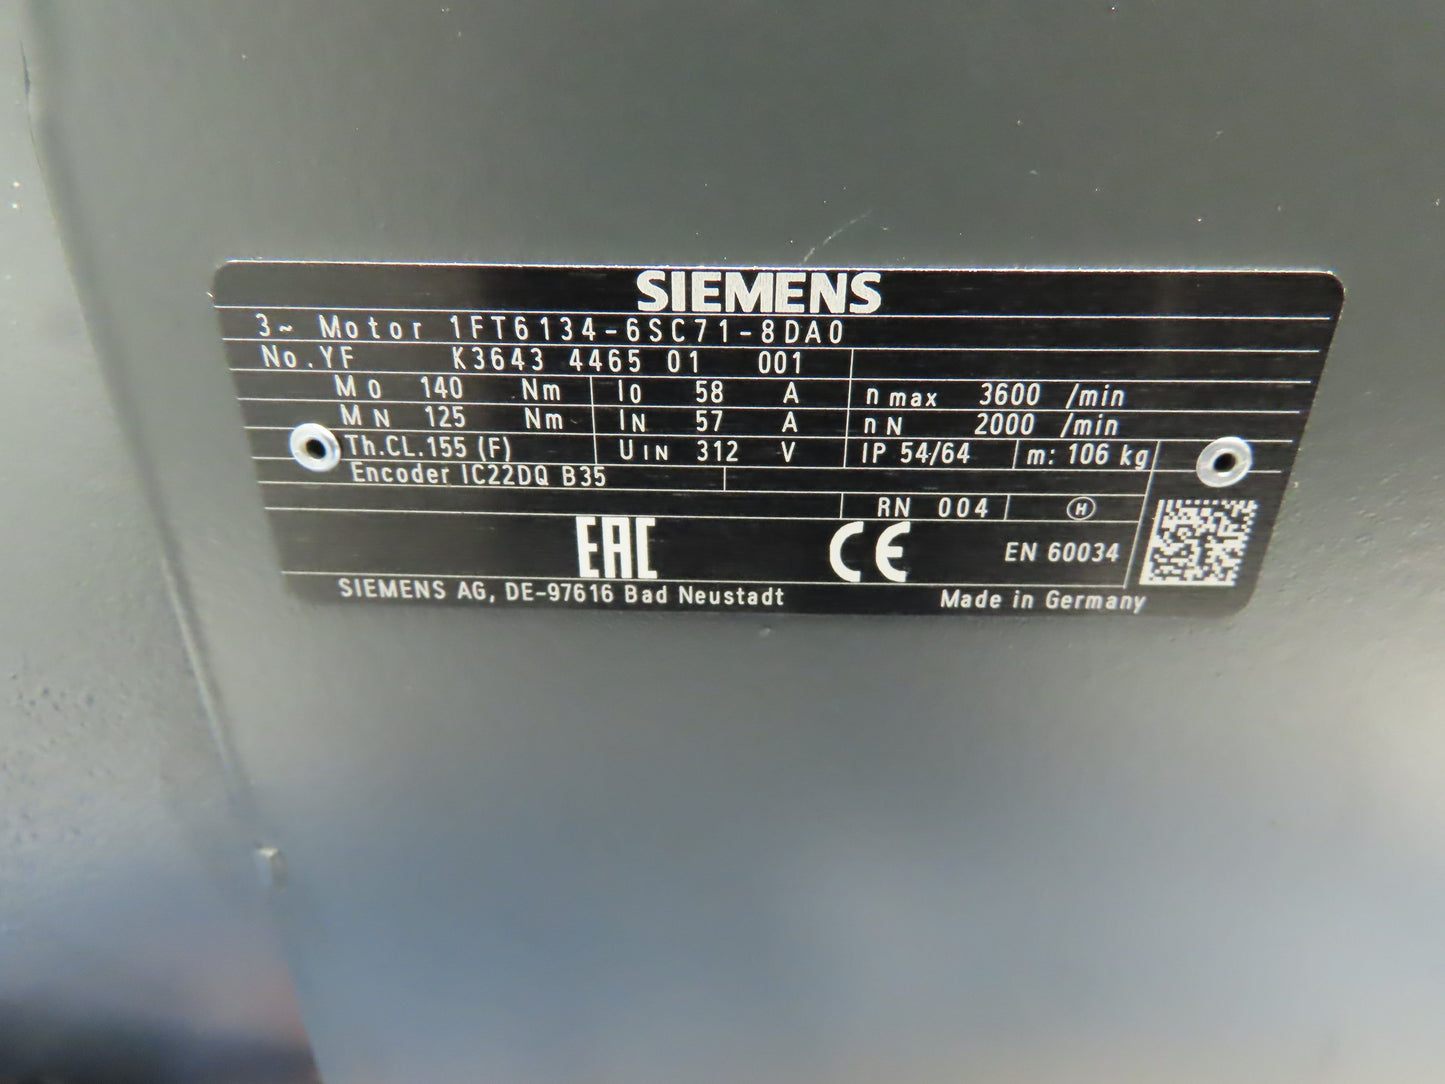 SIEMENS
3~ Motor 1FT6134-6SC71-8DA0
No.YF K3643 4465 01 001
M0 140 Nm I0 58 A n max 3600 /min
MN 125 Nm IN 57 A nN 2000 /min
Th.CL.155 (F) UIN 312 V IP 54/64 m: 106 kg
Encoder IC22DQ B35
RN 004 H
EAC CE EN 60034
SIEMENS AG, DE-97616 Bad Neustadt Made in Germany